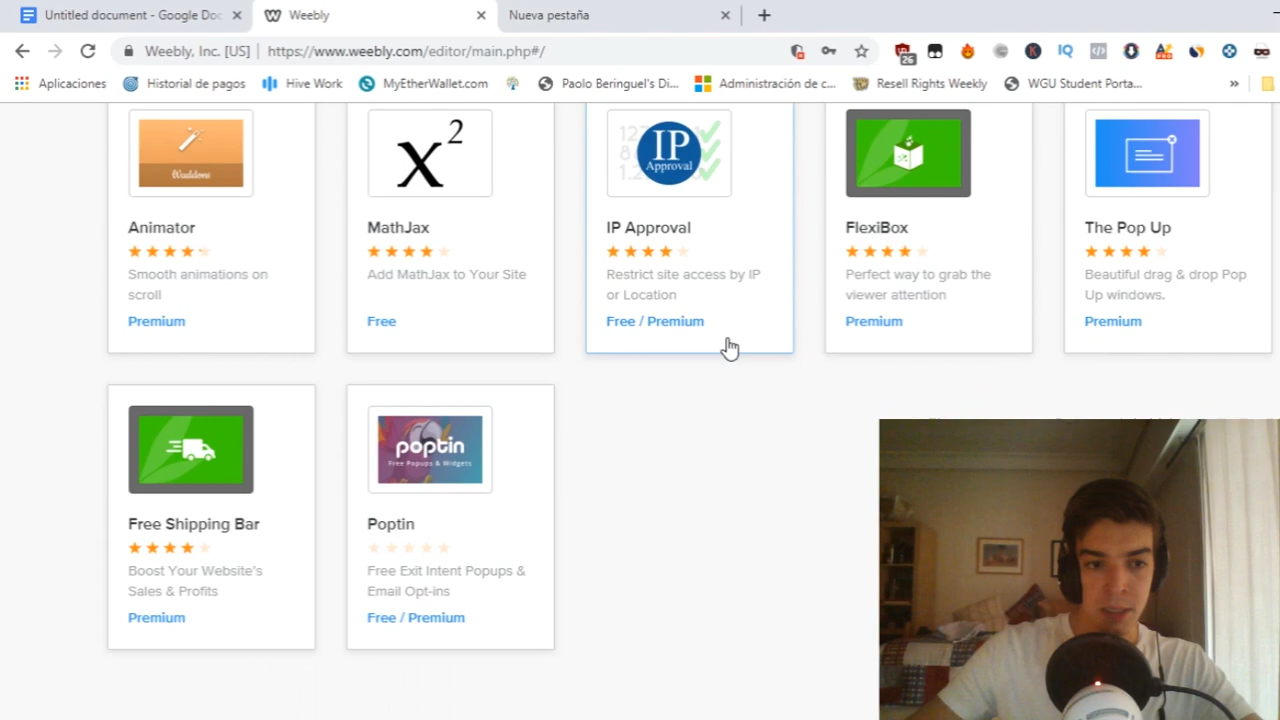 Untitled document - Google Doc
Weebly
Nueva pestaña
Weebly, Inc. [US] | https://www.weebly.com/editor/main.php#/
26
IQ
Aplicaciones
Historial de pagos
Hive Work
MyEtherWallet.com
Paolo Beringuel's Di...
Administración de c...
Resell Rights Weekly
WGU Student Porta...
»
Weebly
x²
IP
Approval
Animator
Smooth animations on
scroll
Premium
MathJax
Add MathJax to Your Site
Free
IP Approval
Restrict site access by IP
or Location
Free / Premium
FlexiBox
Perfect way to grab the
viewer attention
Premium
The Pop Up
Beautiful drag & drop Pop
Up windows.
Premium
poptin
Free Popups & Widgets
Free Shipping Bar
Boost Your Website's
Sales & Profits
Premium
Poptin
Free Exit Intent Popups &
Email Opt-ins
Free / Premium